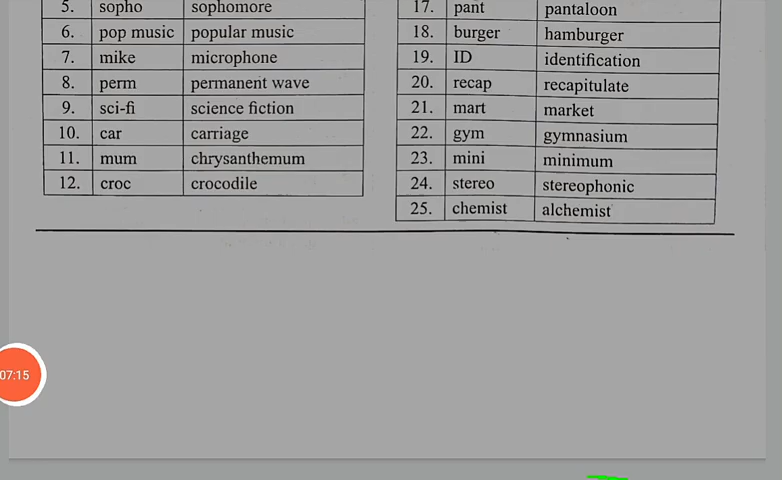 5. sopho sophomore
6. pop music popular music
7. mike microphone
8. perm permanent wave
9. sci-fi science fiction
10. car carriage
11. mum chrysanthemum
12. croc crocodile
17. pant pantaloon
18. burger hamburger
19. ID identification
20. recap recapitulate
21. mart market
22. gym gymnasium
23. mini minimum
24. stereo stereophonic
25. chemist alchemist
07:15